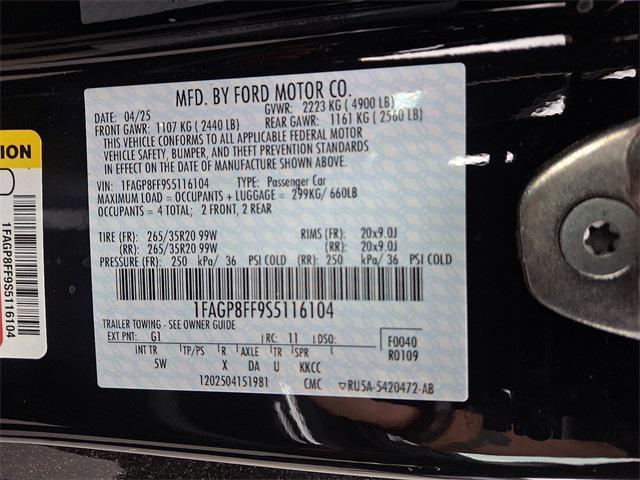 MFD. BY FORD MOTOR CO.
DATE: 04/25 GVWR: 2223 KG ( 4900 LB)
FRONT GAWR: 1107 KG ( 2440 LB) REAR GAWR: 1161 KG ( 2560 LB)
THIS VEHICLE CONFORMS TO ALL APPLICABLE FEDERAL MOTOR
VEHICLE SAFETY, BUMPER, AND THEFT PREVENTION STANDARDS
IN EFFECT ON THE DATE OF MANUFACTURE SHOWN ABOVE.
VIN: 1FAGP8FF9S5116104 TYPE: Passenger Car
MAXIMUM LOAD = OCCUPANTS + LUGGAGE = 299KG/ 660LB
OCCUPANTS = 4 TOTAL; 2 FRONT, 2 REAR
TIRE (FR): 265/35R20 99W RIMS (FR): 20x9.0J
(RR): 265/35R20 99W (RR): 20x9.0J
PRESSURE (FR): 250 kPa/ 36 PSI COLD (RR): 250 kPa/ 36 PSI COLD
1FAGP8FF9S5116104
TRAILER TOWING - SEE OWNER GUIDE
EXT PNT: G1 RC: 11 DSO: F0040
INT TR TP/PS R AXLE TR SPR R0109
5W X DA U KKCC
1202504151981 CMC RU5A-5420472-AB
ION
1FAGP8FF9S5116104